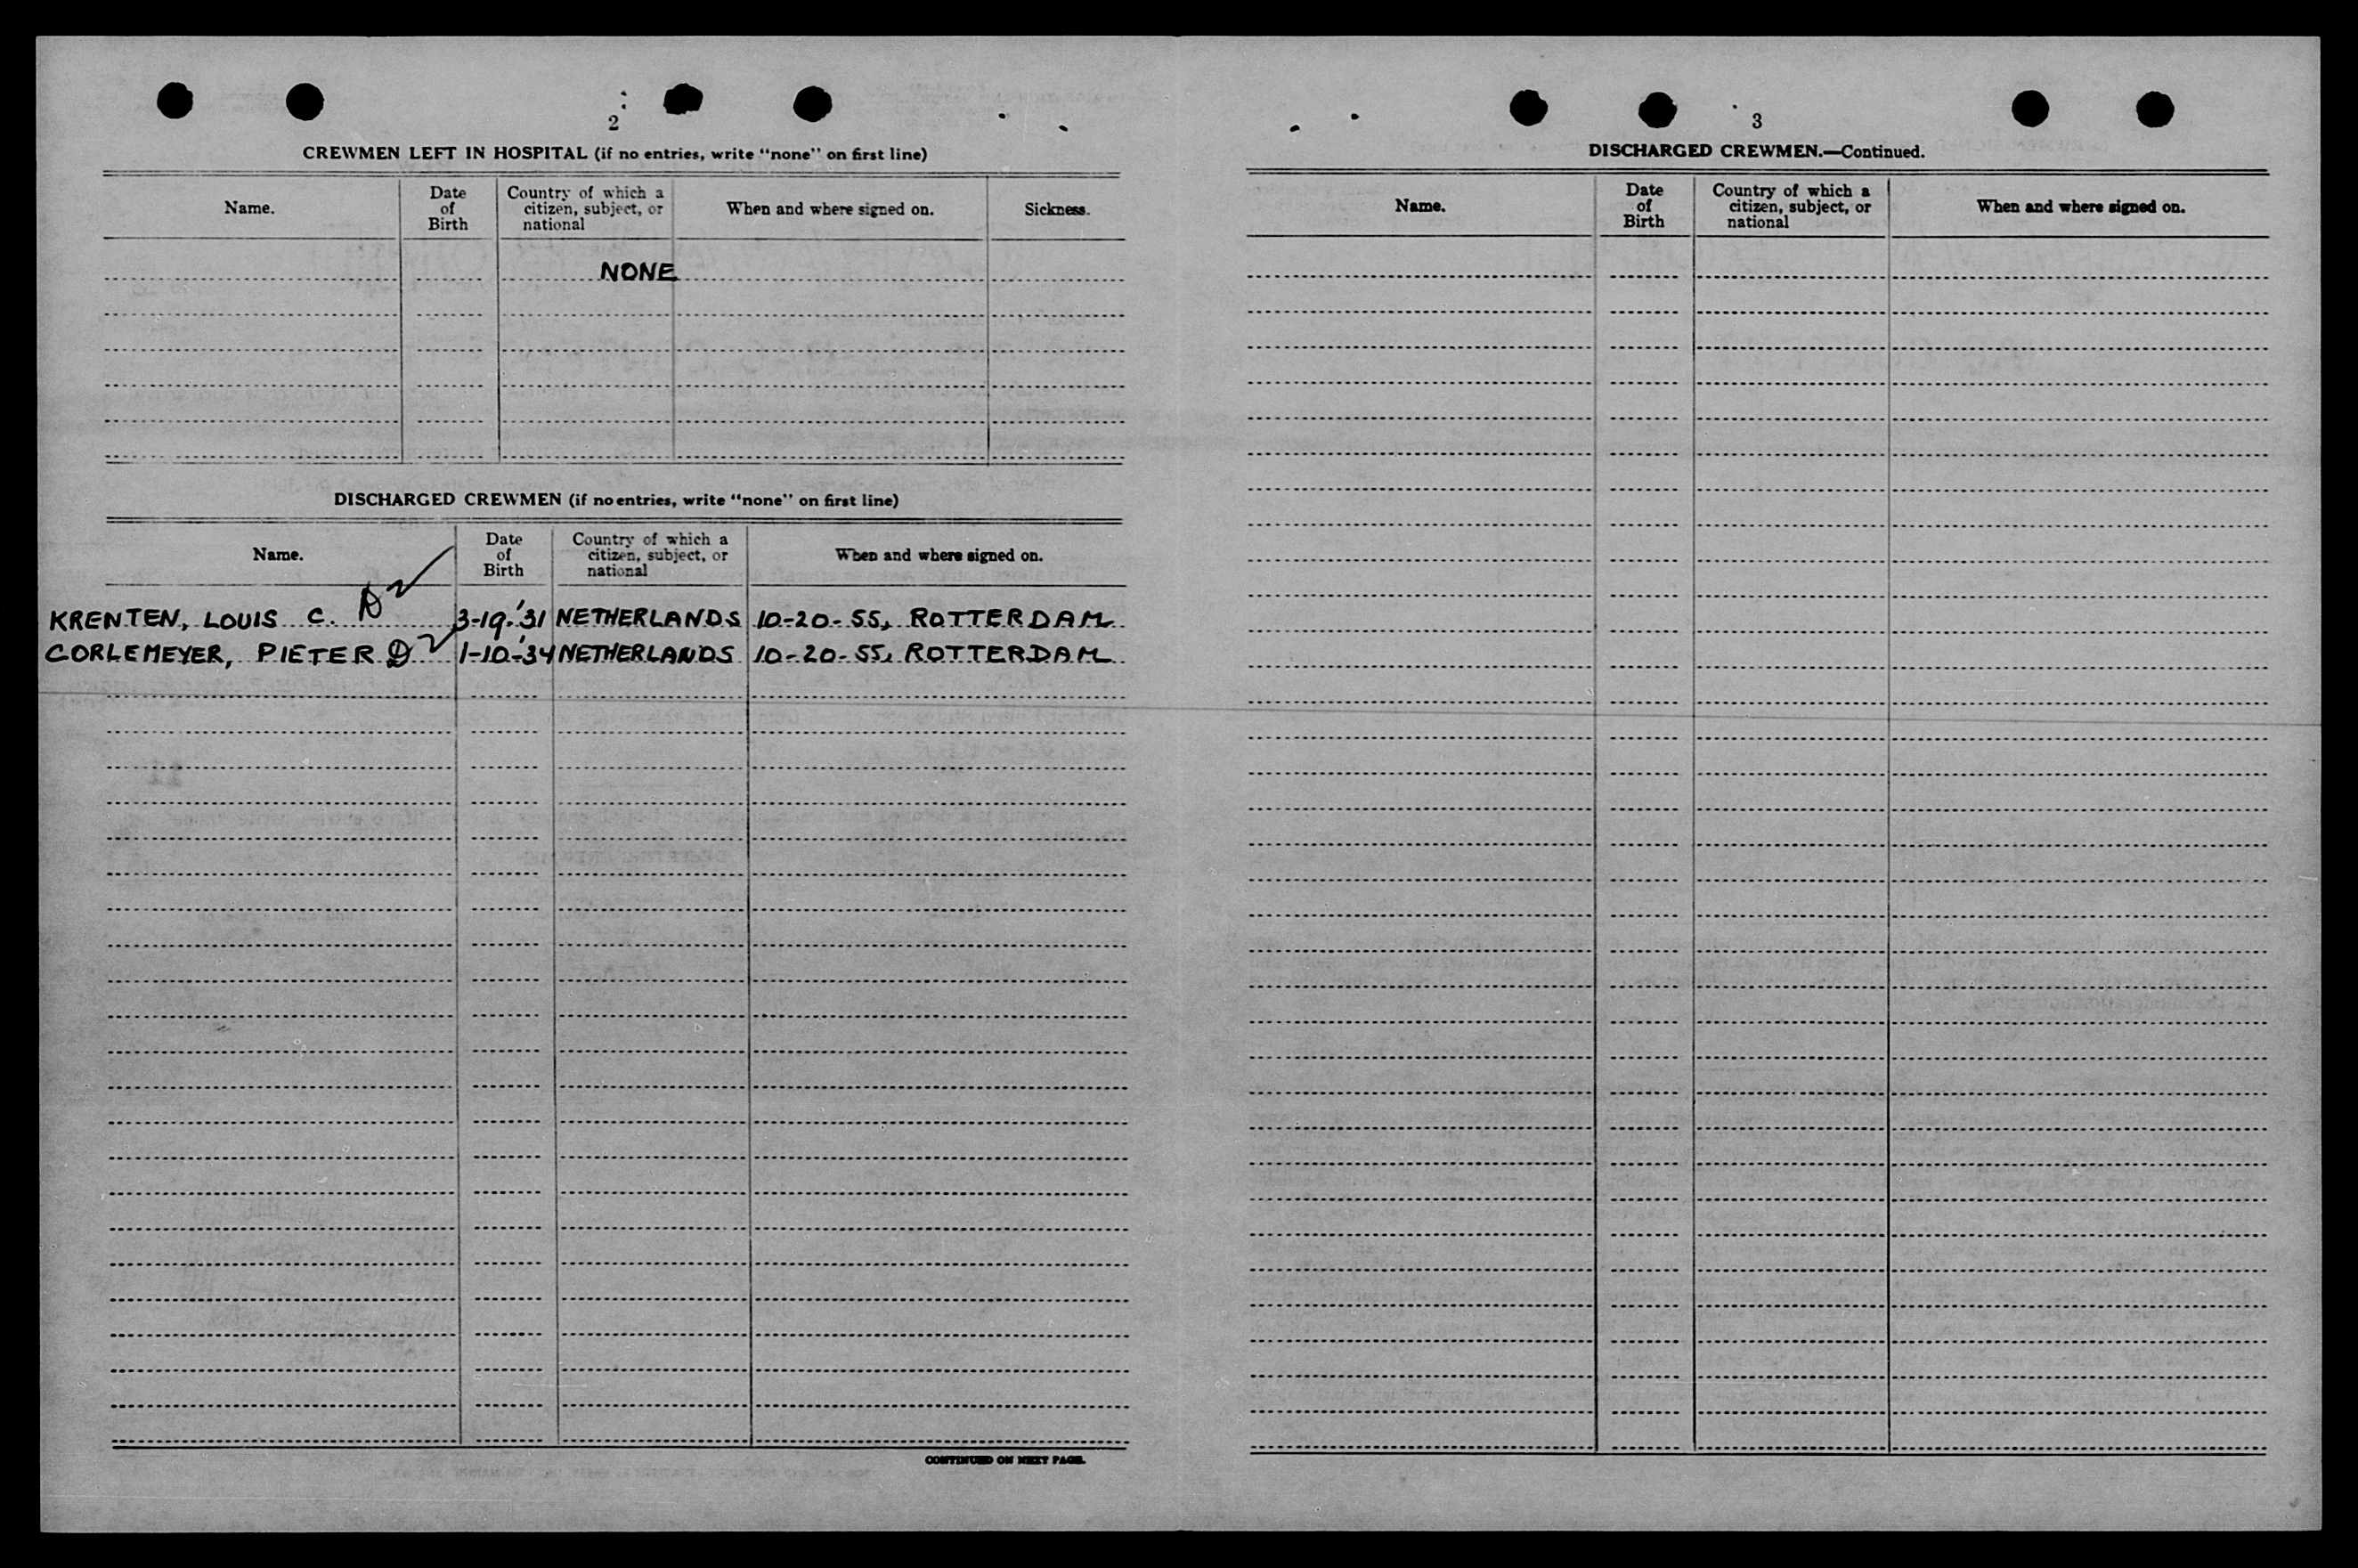 2
CREWMEN LEFT IN HOSPITAL (if no entries, write "none" on first line)
Name. Date of Birth Country of which a citizen, subject, or national When and where signed on. Sickness.
NONE
DISCHARGED CREWMEN (if no entries, write "none" on first line)
Name. Date of Birth Country of which a citizen, subject, or national When and where signed on.
KRENTEN, LOUIS C. D 3-19-'31 NETHERLANDS 10-20-55, ROTTERDAM
CORLEMEYER, PIETER D 1-10-'34 NETHERLANDS 10-20-55, ROTTERDAM
CONTINUED ON NEXT PAGE.
3
DISCHARGED CREWMEN.—Continued.
Name. Date of Birth Country of which a citizen, subject, or national When and where signed on.